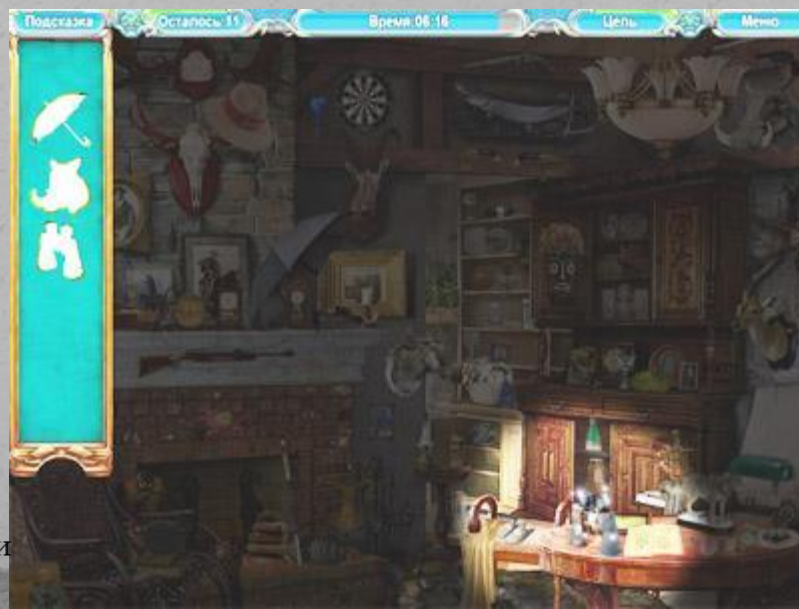 Подсказка
Осталось: 11
Время:06:16
Цель
Меню
и